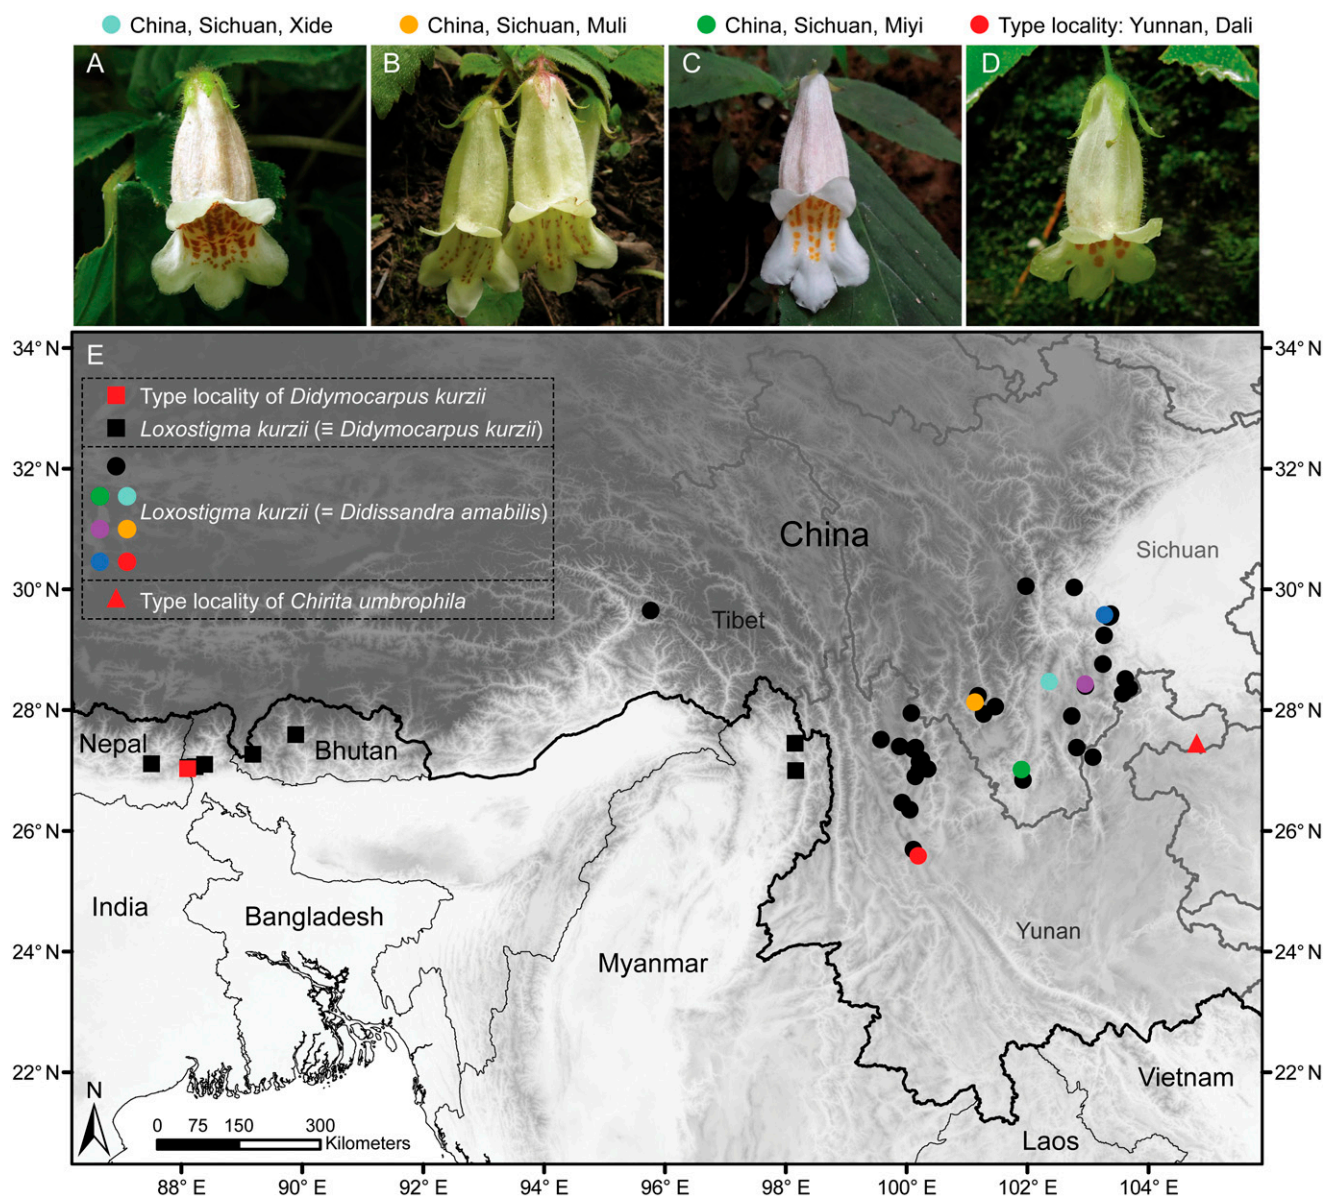 China, Sichuan, Xide
China, Sichuan, Muli
China, Sichuan, Miyi
Type locality: Yunnan, Dali
A
B
C
D
E
34° N
34° N
Type locality of Didymocarpus kurzii
Loxostigma kurzii (≡ Didymocarpus kurzii)
32° N
32° N
Loxostigma kurzii (= Didissandra amabilis)
China
Sichuan
30° N
30° N
Type locality of Chirita umbrophila
Tibet
28° N
28° N
Nepal
Bhutan
26° N
26° N
India
Bangladesh
Yunan
24° N
24° N
Myanmar
22° N
22° N
Vietnam
N
0 75 150 300
Kilometers
Laos
88° E 90° E 92° E 94° E 96° E 98° E 100° E 102° E 104° E